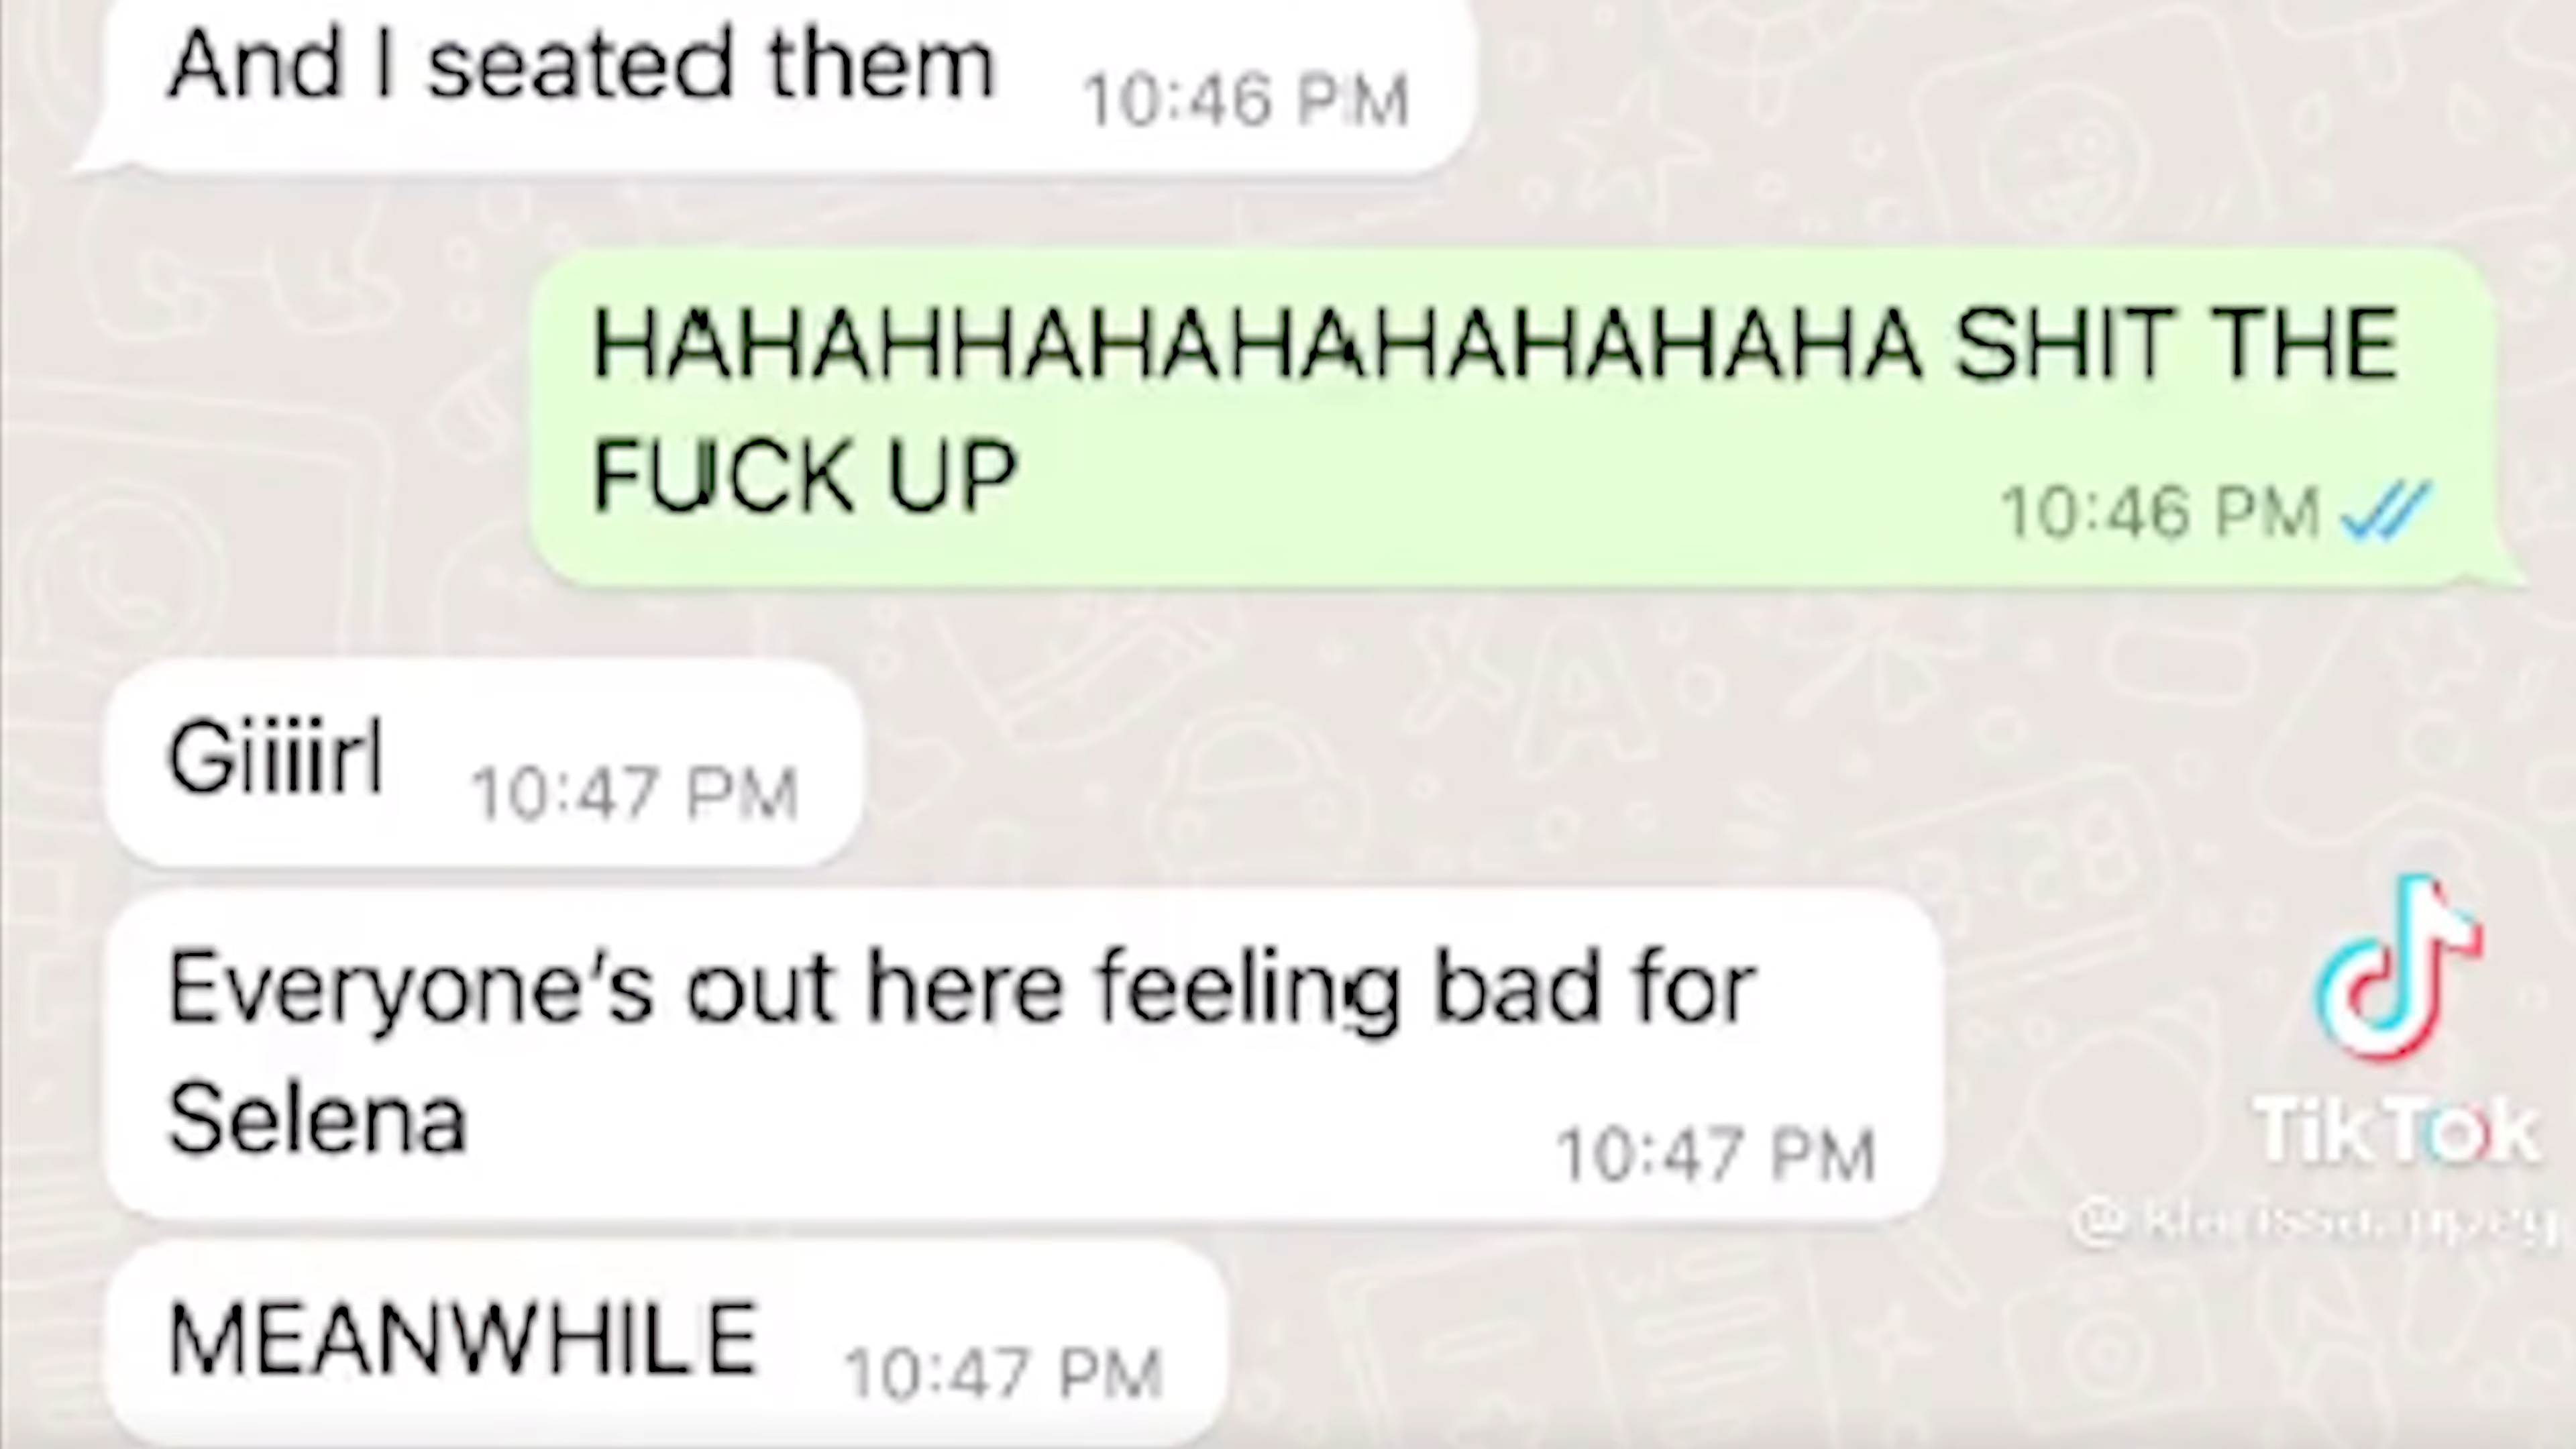 And I seated them
10:46 PM
HAHAHHAHAHAHAHAHAHAHA SHIT THE
FUCK UP
10:46 PM
Giiiirl
10:47 PM
Everyone's out here feeling bad for
Selena
10:47 PM
TikTok
MEANWHILE
10:47 PM